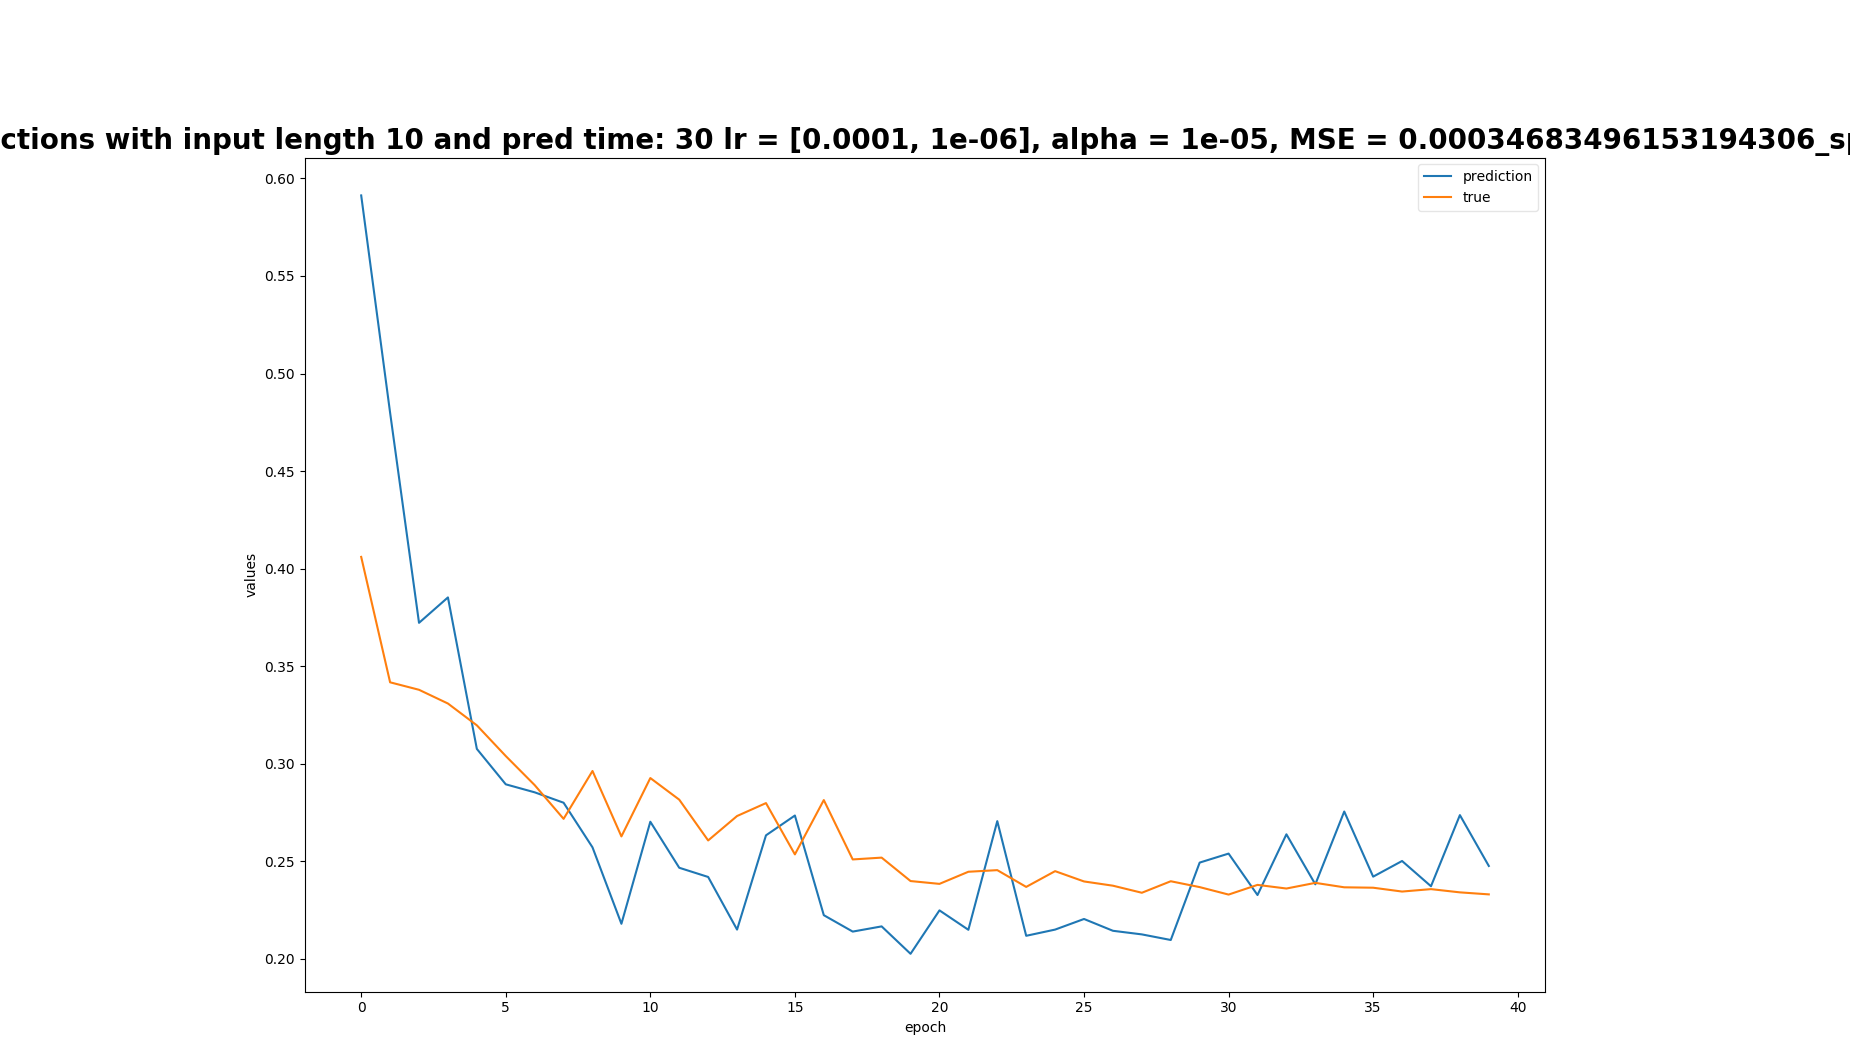 ctions with input length 10 and pred time: 30 lr = [0.0001, 1e-06], alpha = 1e-05, MSE = 0.00034683496153194306_sp
prediction
true
0.60
0.55
0.50
0.45
0.40
0.35
0.30
0.25
0.20
values
0 5 10 15 20 25 30 35 40
epoch